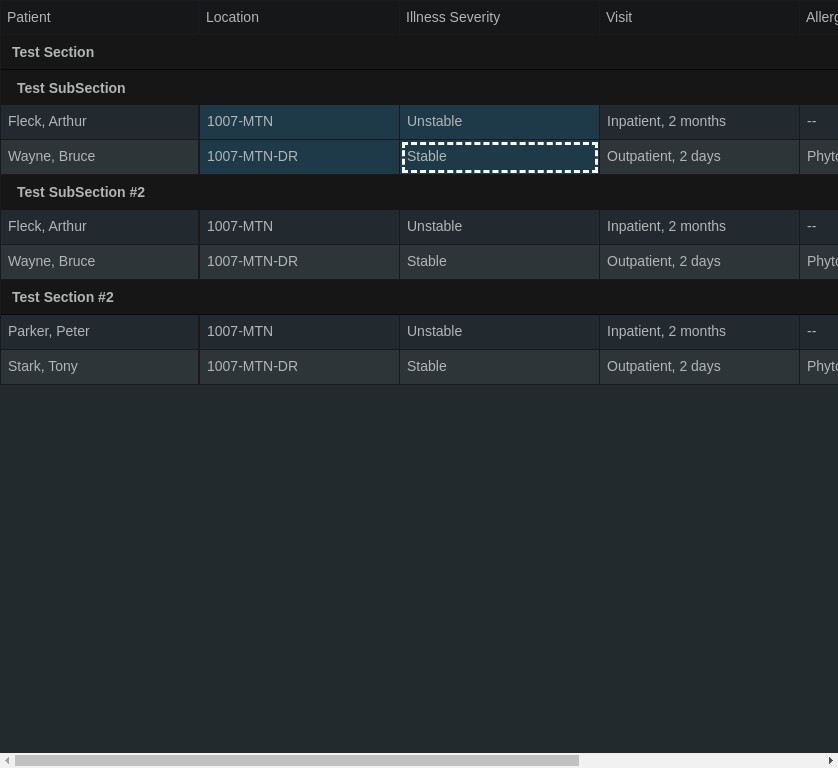 Patient Location Illness Severity Visit Allerg
Test Section
Test SubSection
Fleck, Arthur 1007-MTN Unstable Inpatient, 2 months --
Wayne, Bruce 1007-MTN-DR Stable Outpatient, 2 days Phyto
Test SubSection #2
Fleck, Arthur 1007-MTN Unstable Inpatient, 2 months --
Wayne, Bruce 1007-MTN-DR Stable Outpatient, 2 days Phyto
Test Section #2
Parker, Peter 1007-MTN Unstable Inpatient, 2 months --
Stark, Tony 1007-MTN-DR Stable Outpatient, 2 days Phyto